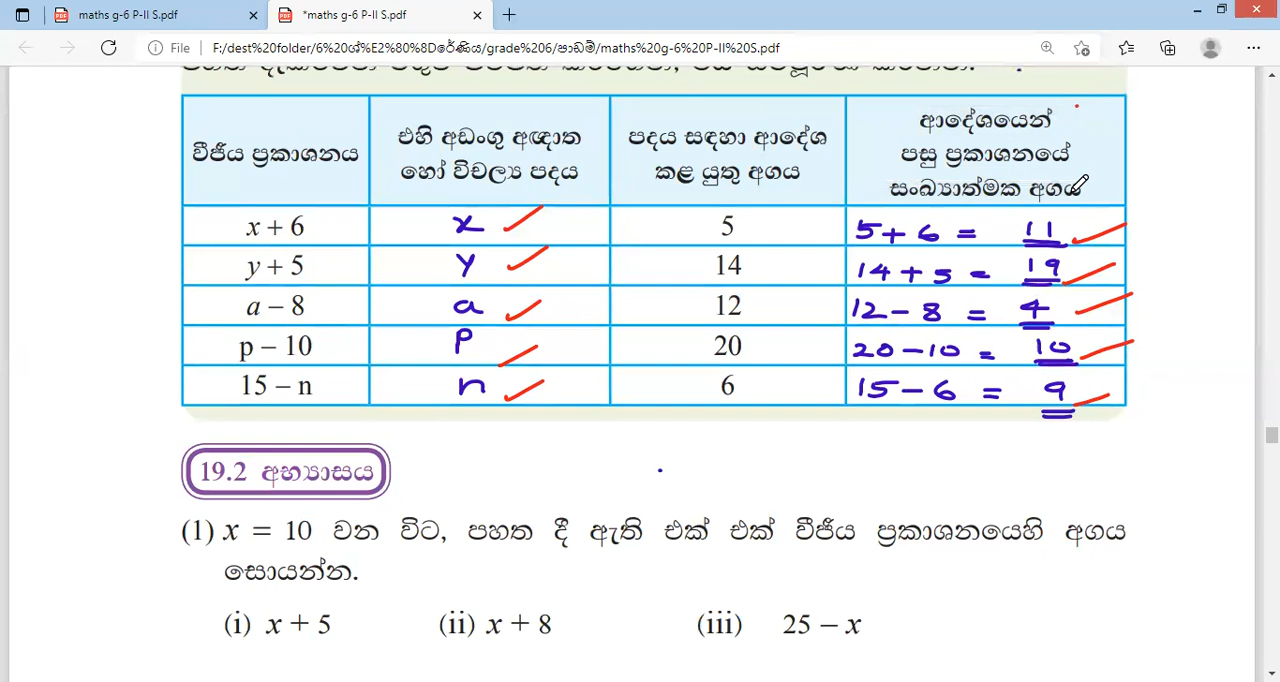 maths g-6 P-II S.pdf
*maths g-6 P-II S.pdf
File
F:/dest%20folder/6%20ශ්%E2%80%8Dරේණිය/grade%206/පාඩම්/maths%20g-6%20P-II%20S.pdf
වීජීය ප්‍රකාශනය
එහි අඩංගු අඥාත
හෝ විචල්‍ය පදය
පදය සඳහා ආදේශ
කළ යුතු අගය
ආදේශයෙන්
පසු ප්‍රකාශනයේ
සංඛ්‍යාත්මක අගය
x + 6 x 5 5 + 6 = 11
y + 5 y 14 14 + 5 = 19
a – 8 a 12 12 – 8 = 4
p – 10 P 20 20 – 10 = 10
15 – n n 6 15 – 6 = 9
19.2 අභ්‍යාසය
(1) x = 10 වන විට, පහත දී ඇති එක් එක් වීජීය ප්‍රකාශනයෙහි අගය
සොයන්න.
(i) x + 5 (ii) x + 8 (iii) 25 – x